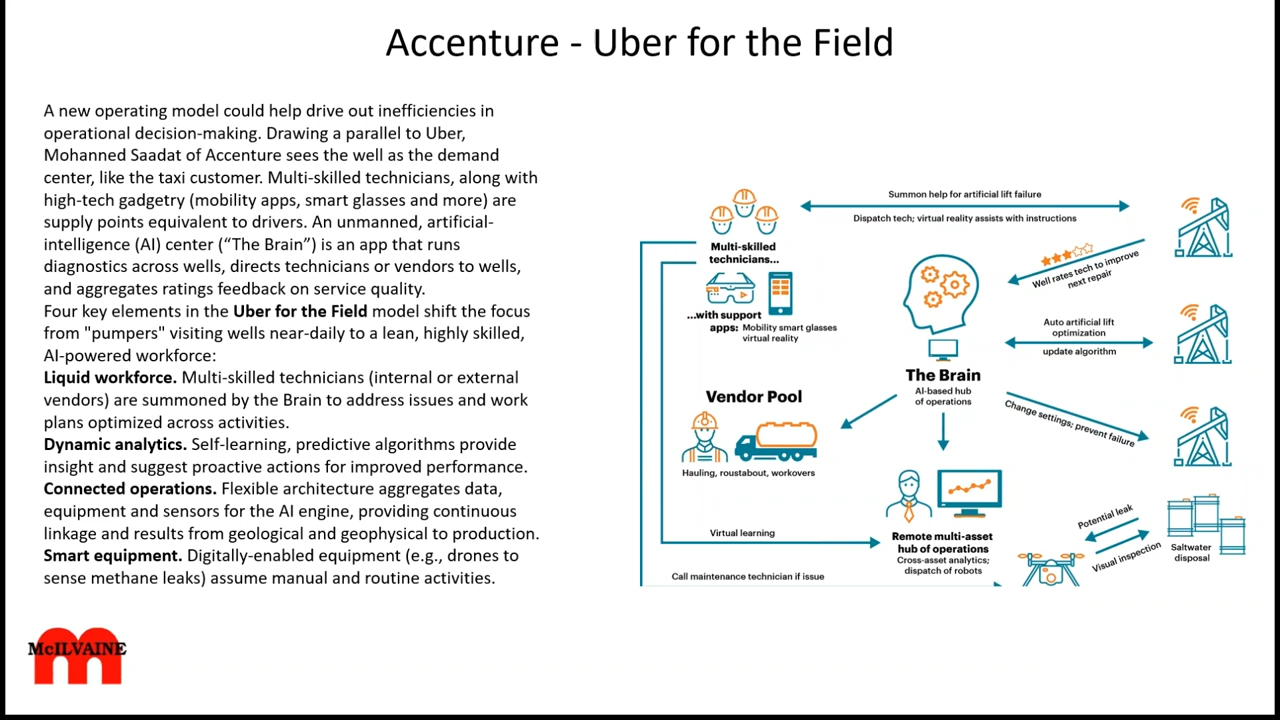 Accenture - Uber for the Field
A new operating model could help drive out inefficiencies in
operational decision-making. Drawing a parallel to Uber,
Mohanned Saadat of Accenture sees the well as the demand
center, like the taxi customer. Multi-skilled technicians, along with
high-tech gadgetry (mobility apps, smart glasses and more) are
supply points equivalent to drivers. An unmanned, artificial-
intelligence (AI) center (“The Brain”) is an app that runs
diagnostics across wells, directs technicians or vendors to wells,
and aggregates ratings feedback on service quality.
Four key elements in the Uber for the Field model shift the focus
from "pumpers" visiting wells near-daily to a lean, highly skilled,
AI-powered workforce:
Liquid workforce. Multi-skilled technicians (internal or external
vendors) are summoned by the Brain to address issues and work
plans optimized across activities.
Dynamic analytics. Self-learning, predictive algorithms provide
insight and suggest proactive actions for improved performance.
Connected operations. Flexible architecture aggregates data,
equipment and sensors for the AI engine, providing continuous
linkage and results from geological and geophysical to production.
Smart equipment. Digitally-enabled equipment (e.g., drones to
sense methane leaks) assume manual and routine activities.
McILVAINE
Summon help for artificial lift failure
Dispatch tech; virtual reality assists with instructions
Multi-skilled
technicians...
...with support
apps: Mobility smart glasses
virtual reality
Well rates tech to improve
next repair
Auto artificial lift
optimization
update algorithm
The Brain
AI-based hub
of operations
Change settings; prevent failure
Vendor Pool
Hauling, roustabout, workovers
Virtual learning
Remote multi-asset
hub of operations
Cross-asset analytics;
dispatch of robots
Call maintenance technician if issue
Potential leak
Visual inspection
Saltwater
disposal